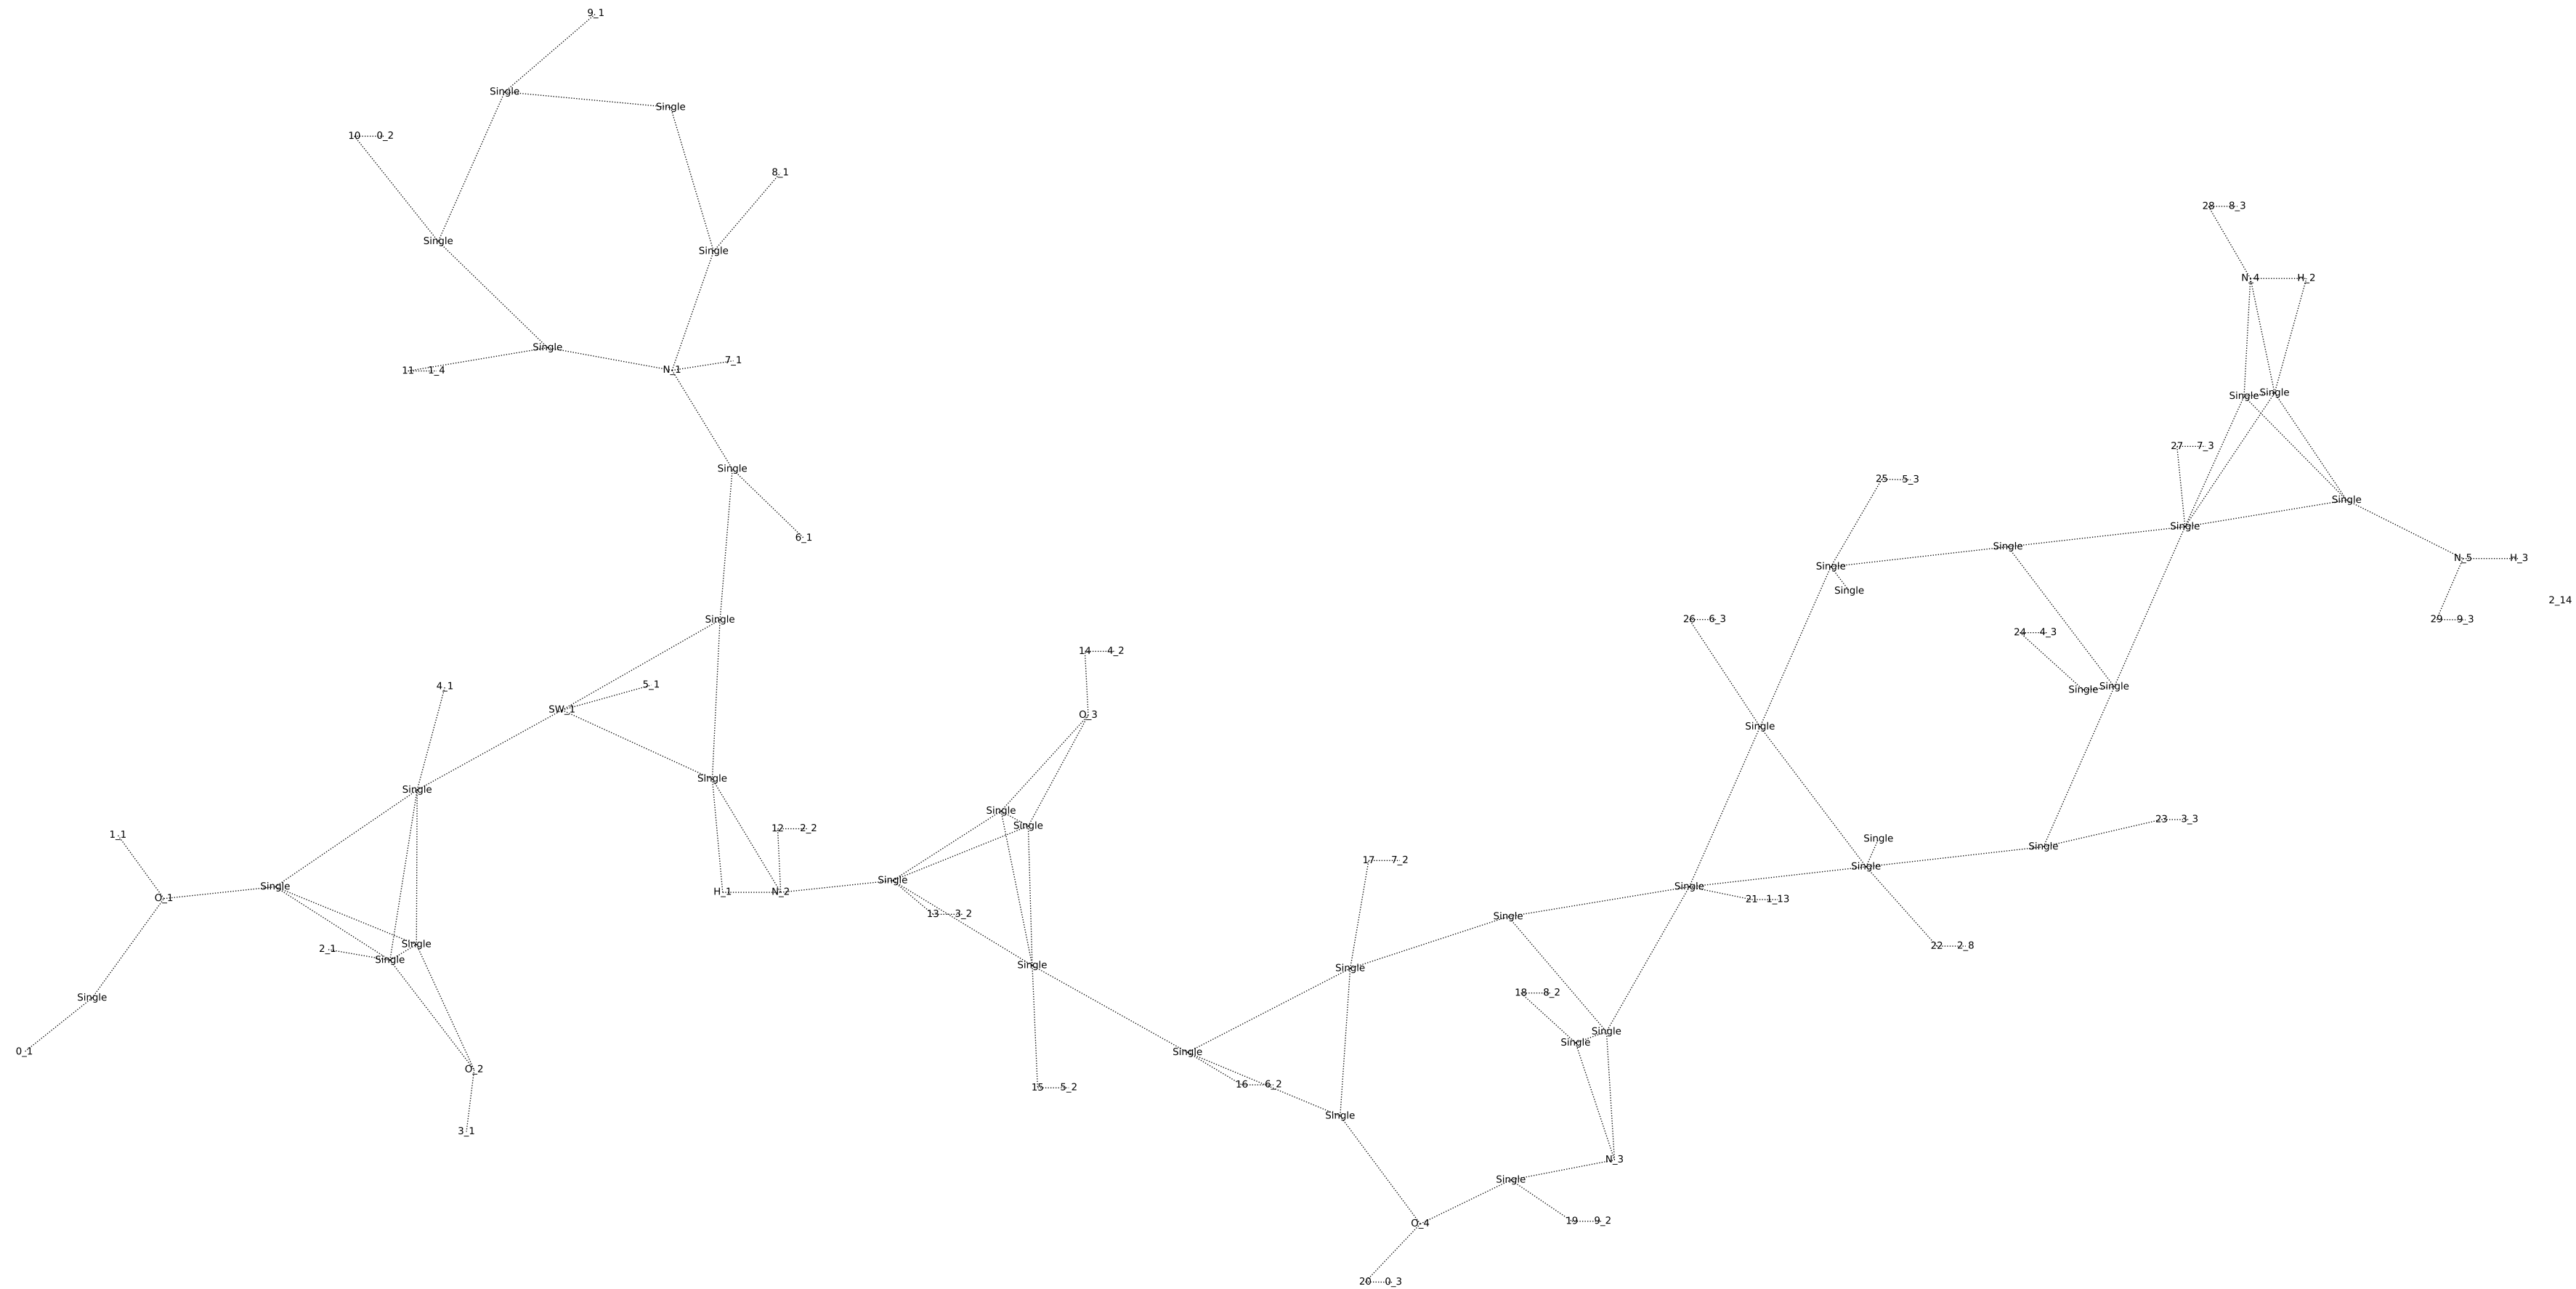 9_1
Single
Single
10 0_2
8_1
28 8_3
Single
Single
N_4 H_2
Single
7_1
N_1
11 1_4
Single Single
27 7_3
Single
25 5_3
Single
Single
6_1
Single
N_5 H_3
Single
Single
2_14
Single
26 6_3
29 9_3
24 4_3
14 4_2
5_1
4_1
Single Single
SW_1
O_3
Single
Single
Single
Single
Single
23 3_3
Single
12 2_2
1_1
Single
Single
17 7_2
Single
Single
Single
Single
H_1 N_2
O_1
21 1_13
13 3_2
Single
Single
22 2_8
2_1
Single
Single
Single
18 8_2
Single
Single
Single
0_1
Single
O_2
16 6_2
15 5_2
Single
3_1
N_3
Single
19 9_2
O_4
20 0_3